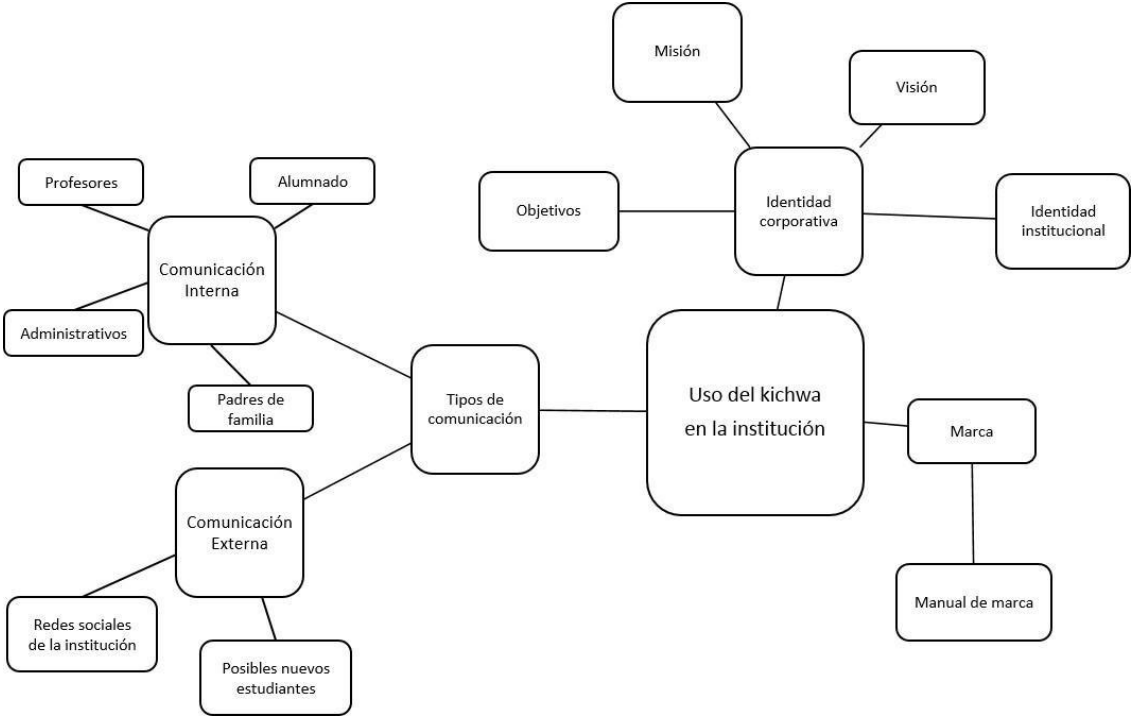 Misión
Visión
Profesores
Alumnado
Objetivos
Identidad
corporativa
Identidad
institucional
Comunicación
Interna
Administrativos
Padres de
familia
Tipos de
comunicación
Uso del kichwa
en la institución
Marca
Comunicación
Externa
Manual de marca
Redes sociales
de la institución
Posibles nuevos
estudiantes